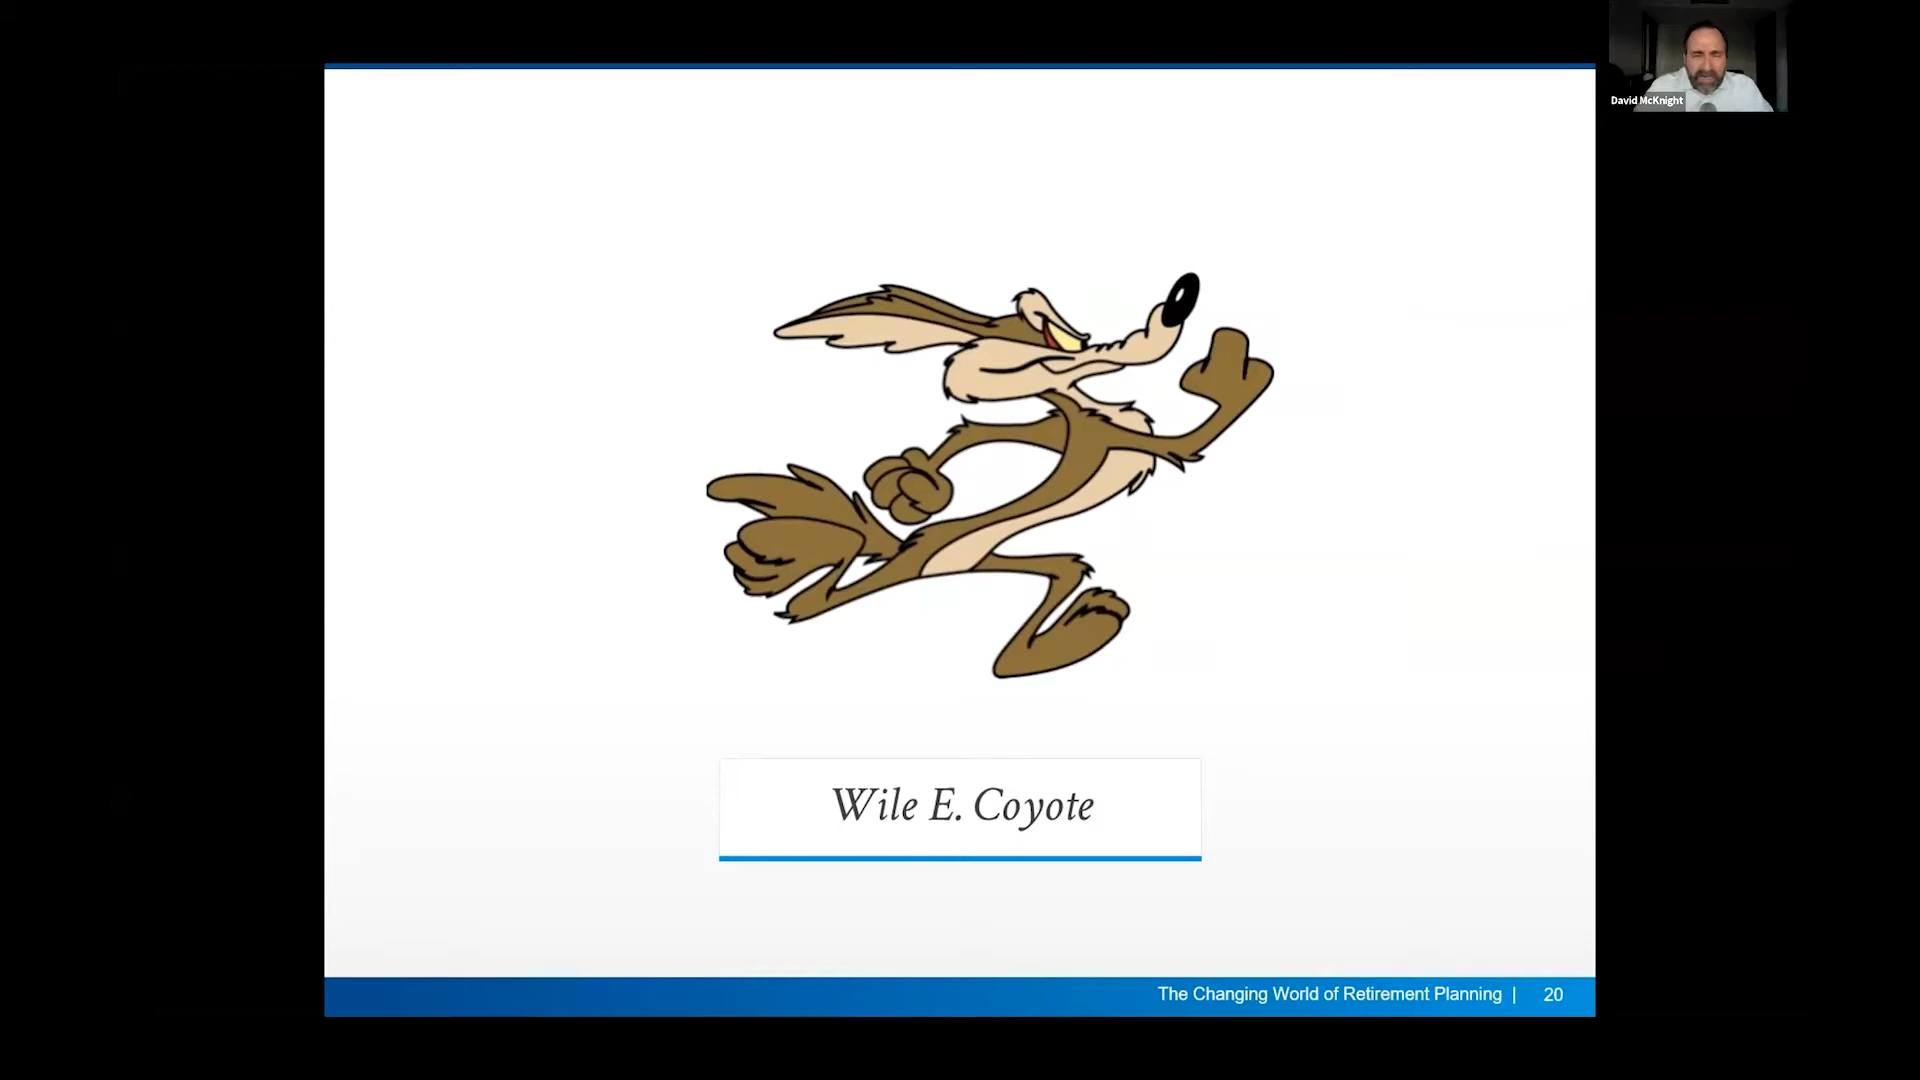 David McKnight
Wile E. Coyote
The Changing World of Retirement Planning | 20